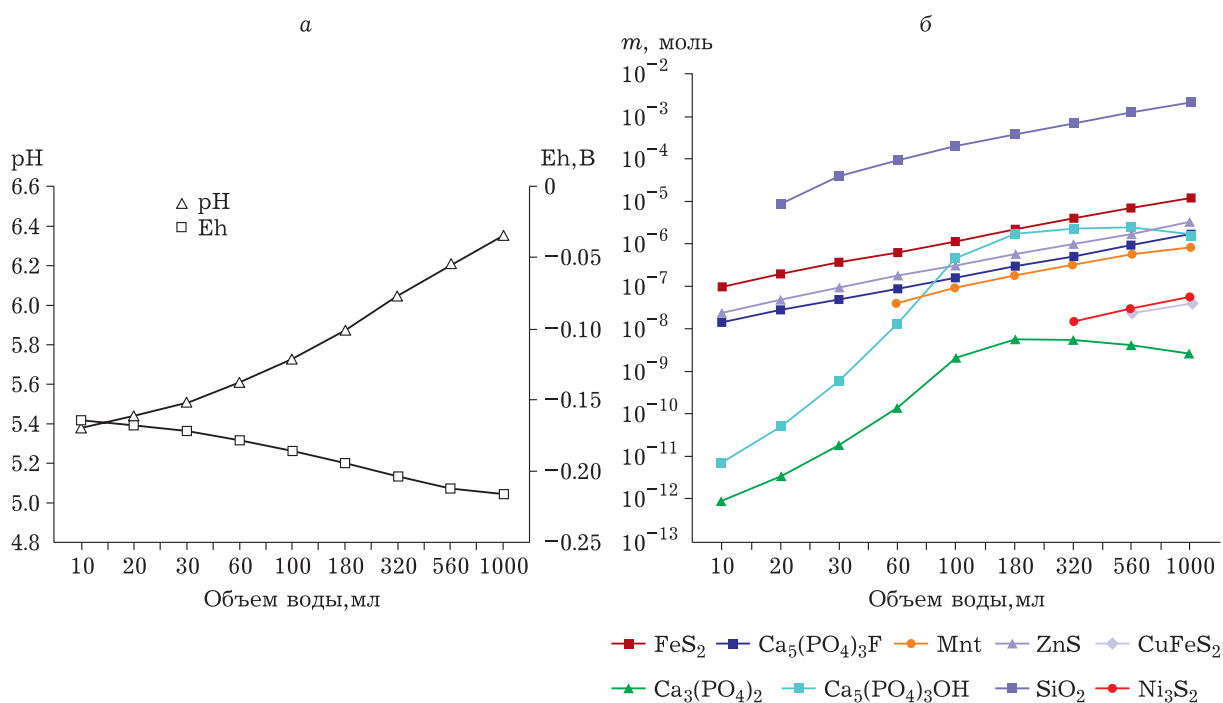 а
pH
Eh,В
6.6
6.4
6.2
6.0
5.8
5.6
5.4
5.2
5.0
4.8
0
−0.05
−0.10
−0.15
−0.20
−0.25
pH
Eh
10 20 30 60 100 180 320 560 1000
Объем воды,мл
б
m, моль
10⁻²
10⁻³
10⁻⁴
10⁻⁵
10⁻⁶
10⁻⁷
10⁻⁸
10⁻⁹
10⁻¹⁰
10⁻¹¹
10⁻¹²
10⁻¹³
10 20 30 60 100 180 320 560 1000
Объем воды,мл
FeS₂ Ca₅(PO₄)₃F Mnt ZnS CuFeS₂
Ca₃(PO₄)₂ Ca₅(PO₄)₃OH SiO₂ Ni₃S₂